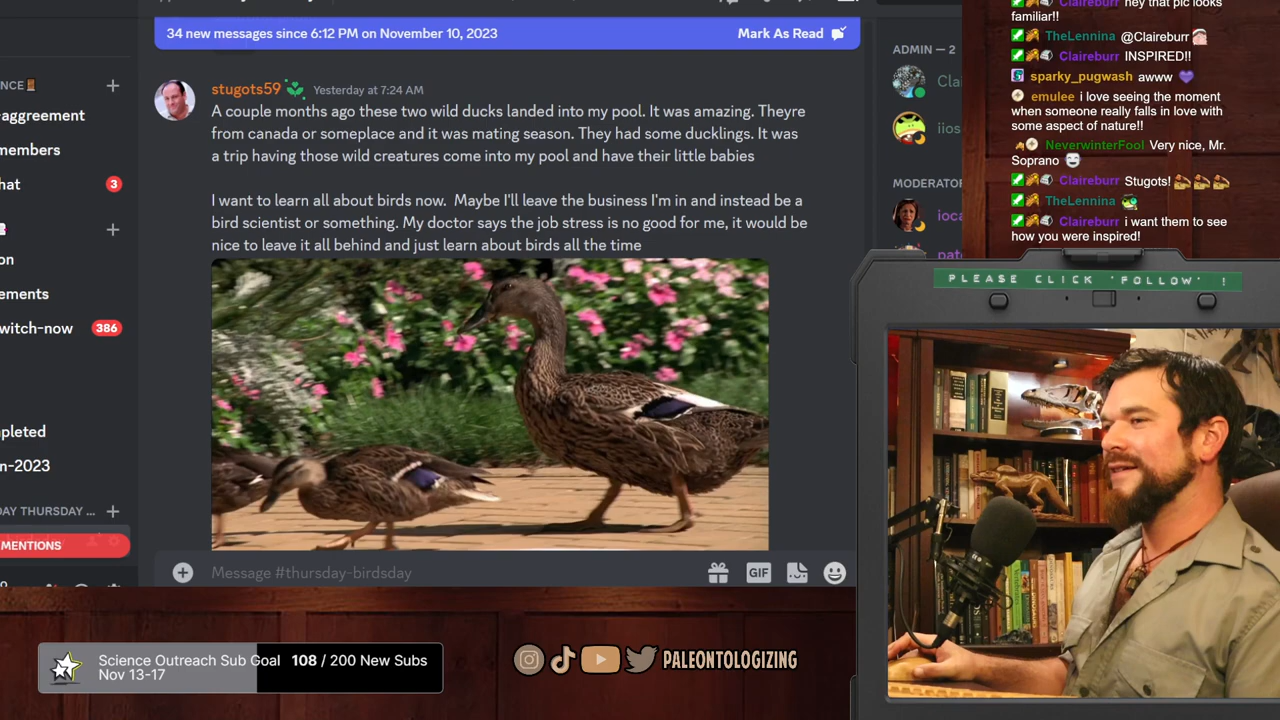 34 new messages since 6:12 PM on November 10, 2023
Mark As Read
NCE
aggreement
members
hat
3
on
ements
witch-now
386
pleted
n-2023
DAY THURSDAY ...
MENTIONS
stugots59
Yesterday at 7:24 AM
A couple months ago these two wild ducks landed into my pool. It was amazing. Theyre
from canada or someplace and it was mating season. They had some ducklings. It was
a trip having those wild creatures come into my pool and have their little babies
I want to learn all about birds now. Maybe I'll leave the business I'm in and instead be a
bird scientist or something. My doctor says the job stress is no good for me, it would be
nice to leave it all behind and just learn about birds all the time
Message #thursday-birdsday
GIF
ADMIN — 2
Clai
iios
MODERATOR
ioca
pate
Claireburr hey that pic looks
familiar!!
TheLennina @Claireburr
Claireburr INSPIRED!!
sparky_pugwash awww
emulee i love seeing the moment
when someone really falls in love with
some aspect of nature!!
NeverwinterFool Very nice, Mr.
Soprano
Claireburr Stugots!
TheLennina
Claireburr i want them to see
how you were inspired!
PLEASE CLICK 'FOLLOW' !
Science Outreach Sub Goal 108 / 200 New Subs
Nov 13-17
PALEONTOLOGIZING